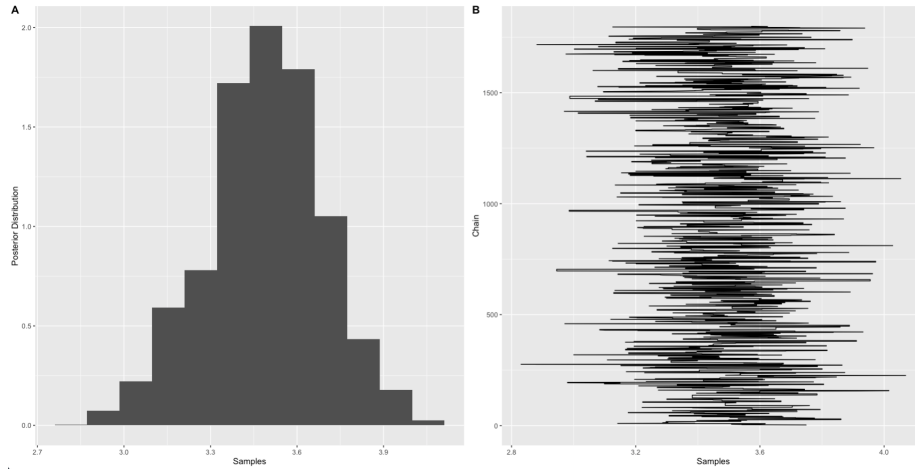 A
Posterior Distribution
2.0
1.5
1.0
0.5
0.0
2.7 3.0 3.3 3.6 3.9
Samples
B
Chain
1500
1000
500
0
2.8 3.2 3.6 4.0
Samples